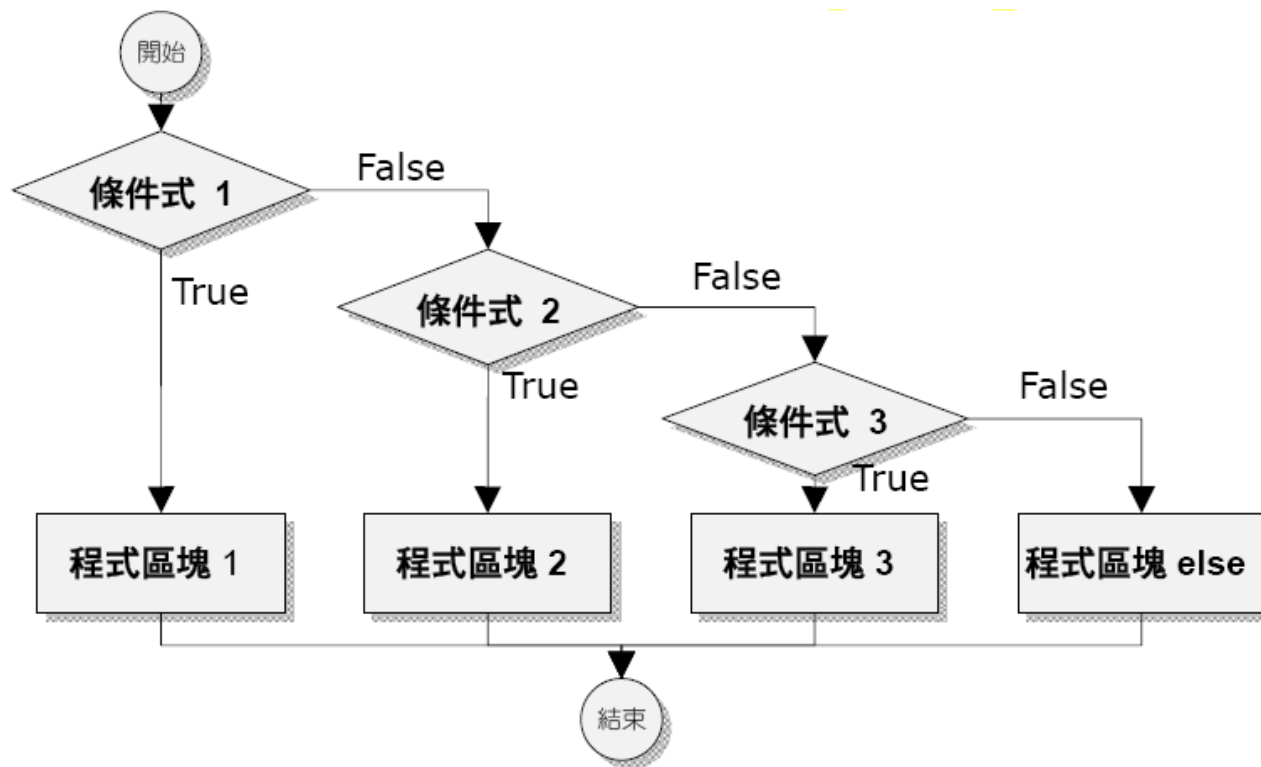 開始
條件式 1
False
True
條件式 2
False
True
條件式 3
False
True
程式區塊 1
程式區塊 2
程式區塊 3
程式區塊 else
結束